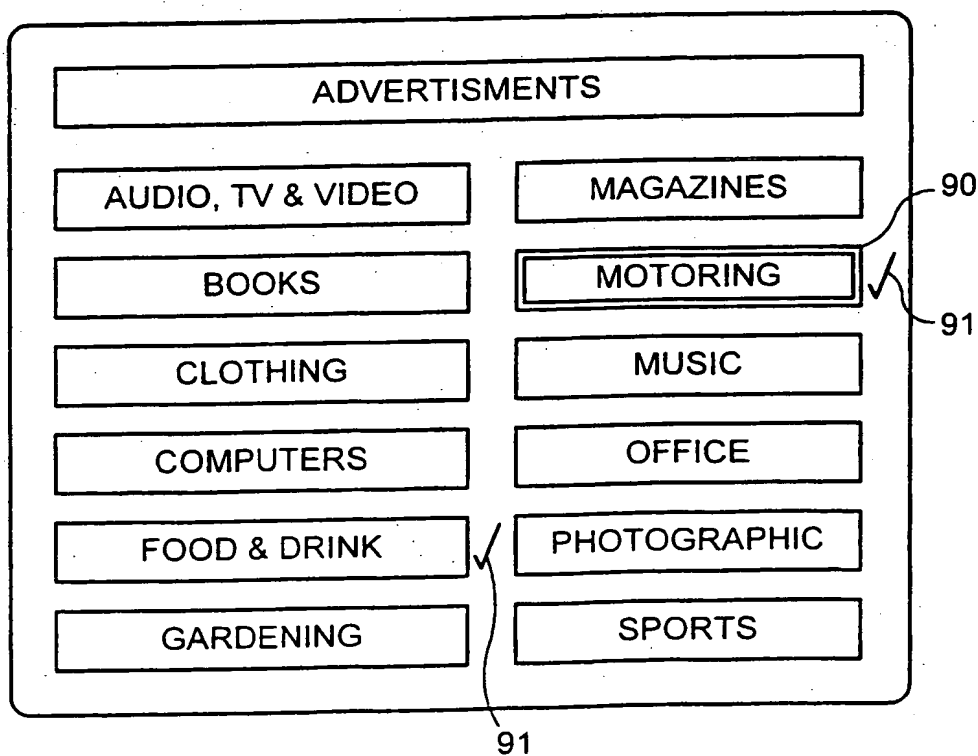 ADVERTISMENTS
AUDIO, TV & VIDEO
MAGAZINES
90
BOOKS
MOTORING
91
CLOTHING
MUSIC
COMPUTERS
OFFICE
FOOD & DRINK
PHOTOGRAPHIC
GARDENING
SPORTS
91